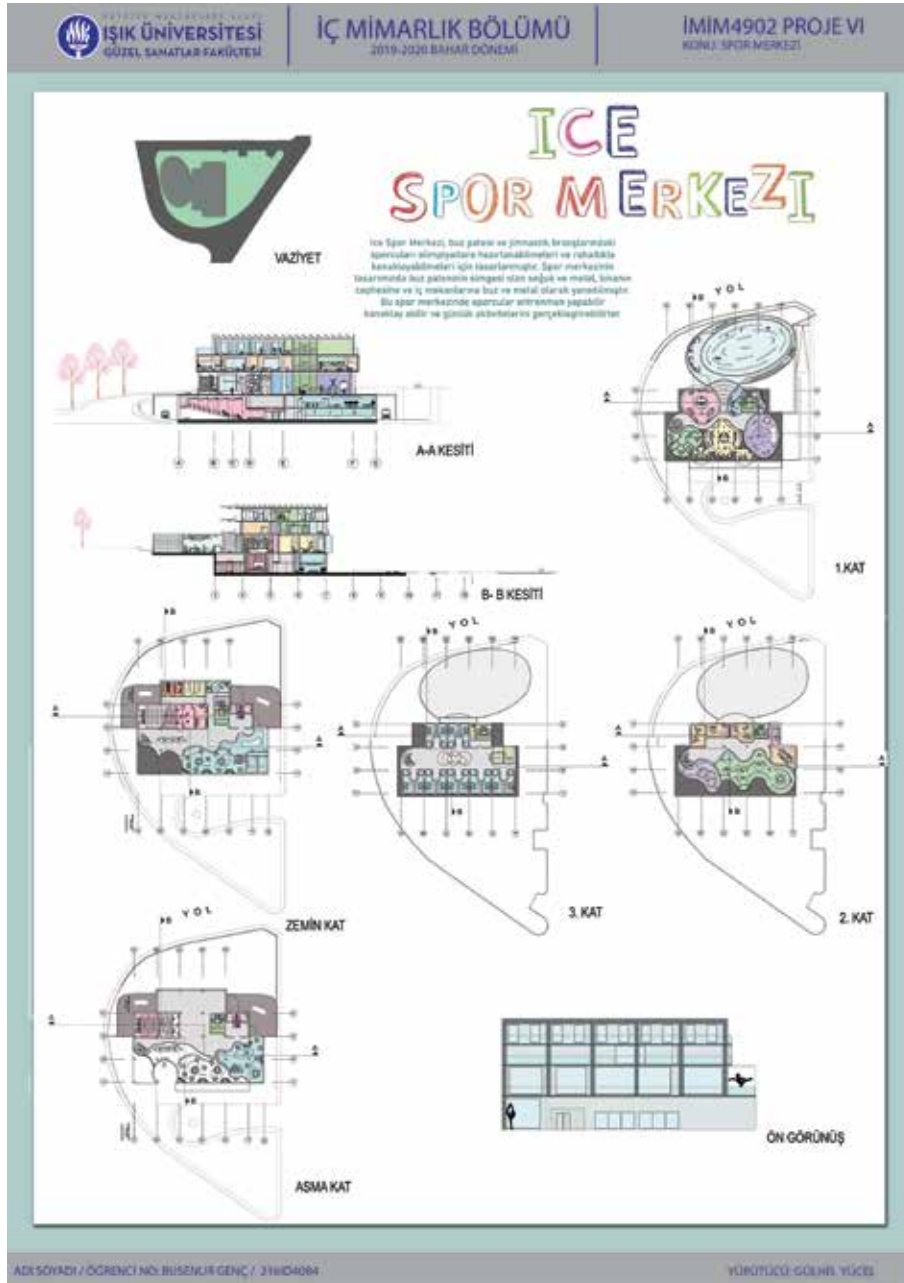 IŞIK ÜNİVERSİTESİ
GÜZEL SANATLAR FAKÜLTESİ
İÇ MİMARLIK BÖLÜMÜ
2019-2020 BAHAR DÖNEMİ
İMİM4902 PROJE VI
KONU: SPOR MERKEZİ
ICE
SPOR MERKEZI
VAZİYET
Ice Spor Merkezi, buz pateni ve jimnastik branşlarındaki
sporcuları olimpiyatlara hazırlanabilmeleri ve rahatlıkla
konaklayabilmeleri için tasarlanmıştır. Spor merkezinin
tasarımında buz pateninin simgesi olan soğuk ve metal, binanın
cephesine ve iç mekanlarına buz ve metal olarak yansıtılmıştır.
Bu spor merkezinde sporcular antrenman yapabilir
konaklay abilir ve günlük aktivitelerini gerçekleştirebilirler
YOL
A-A KESİTİ
1.KAT
B- B KESİTİ
YOL
YOL
ZEMİN KAT
3. KAT
2. KAT
YOL
ASMA KAT
ÖN GÖRÜNÜŞ
ADI SOYADI / ÖĞRENCİ NO: BUSENUR GENÇ / 216ID4084
YÜRÜTÜCÜ: GÜLHİS YÜCEL